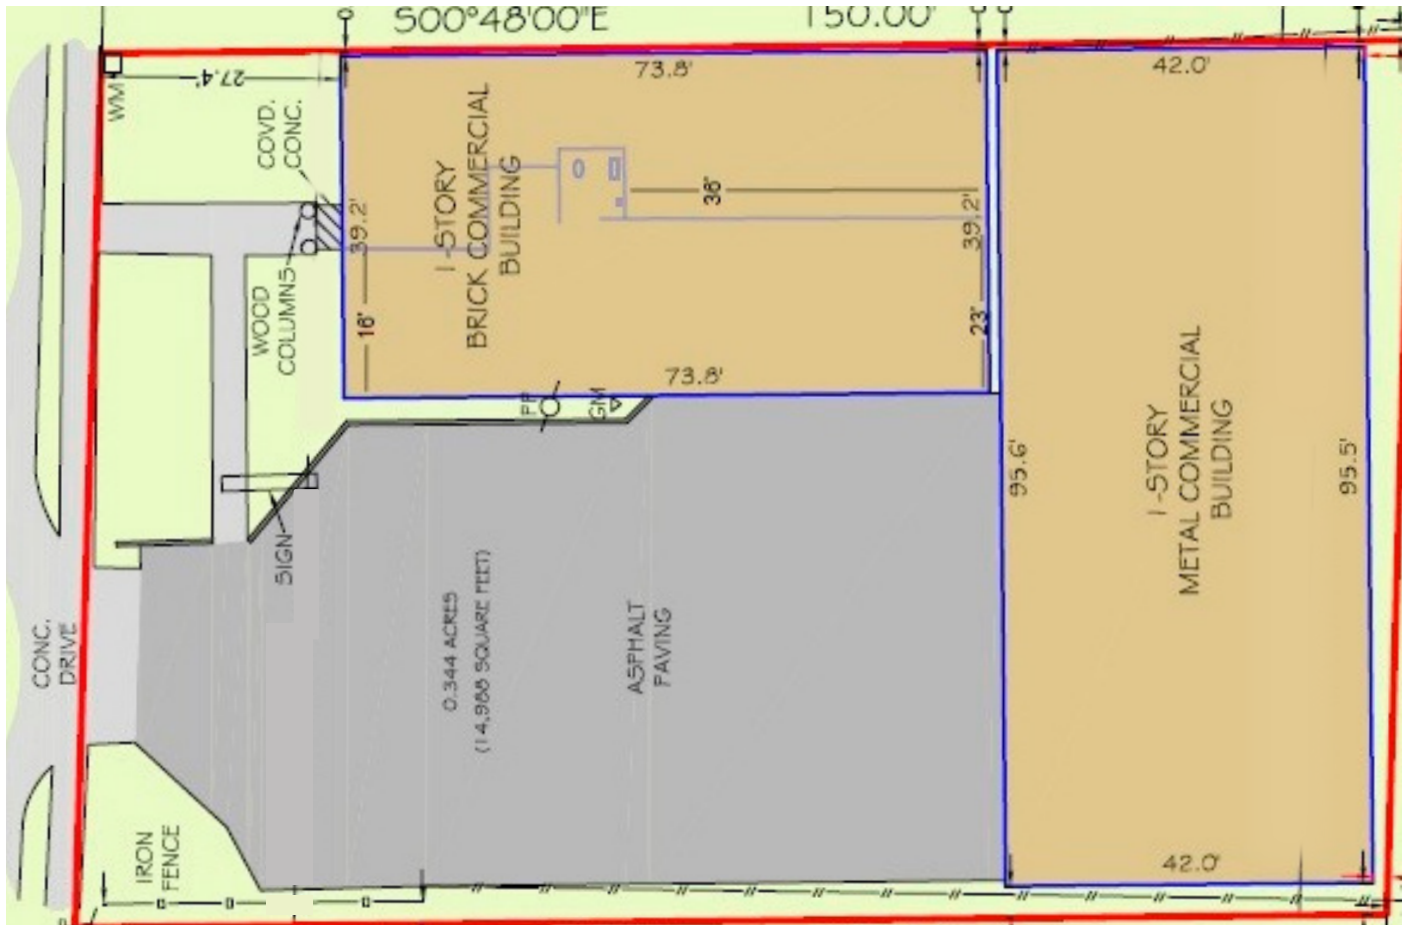 S00°48'00"E
150.00'
27.4'
WM
COVD.
CONC.
73.8'
42.0'
1-STORY
BRICK COMMERCIAL
BUILDING
36'
39.2'
39.2'
WOOD
COLUMNS
16'
23'
73.8'
PP
GM
95.6'
1-STORY
METAL COMMERCIAL
BUILDING
95.5'
SIGN
CONC.
DRIVE
0.344 ACRES
(14,988 SQUARE FEET)
ASPHALT
PAVING
IRON
FENCE
42.0'